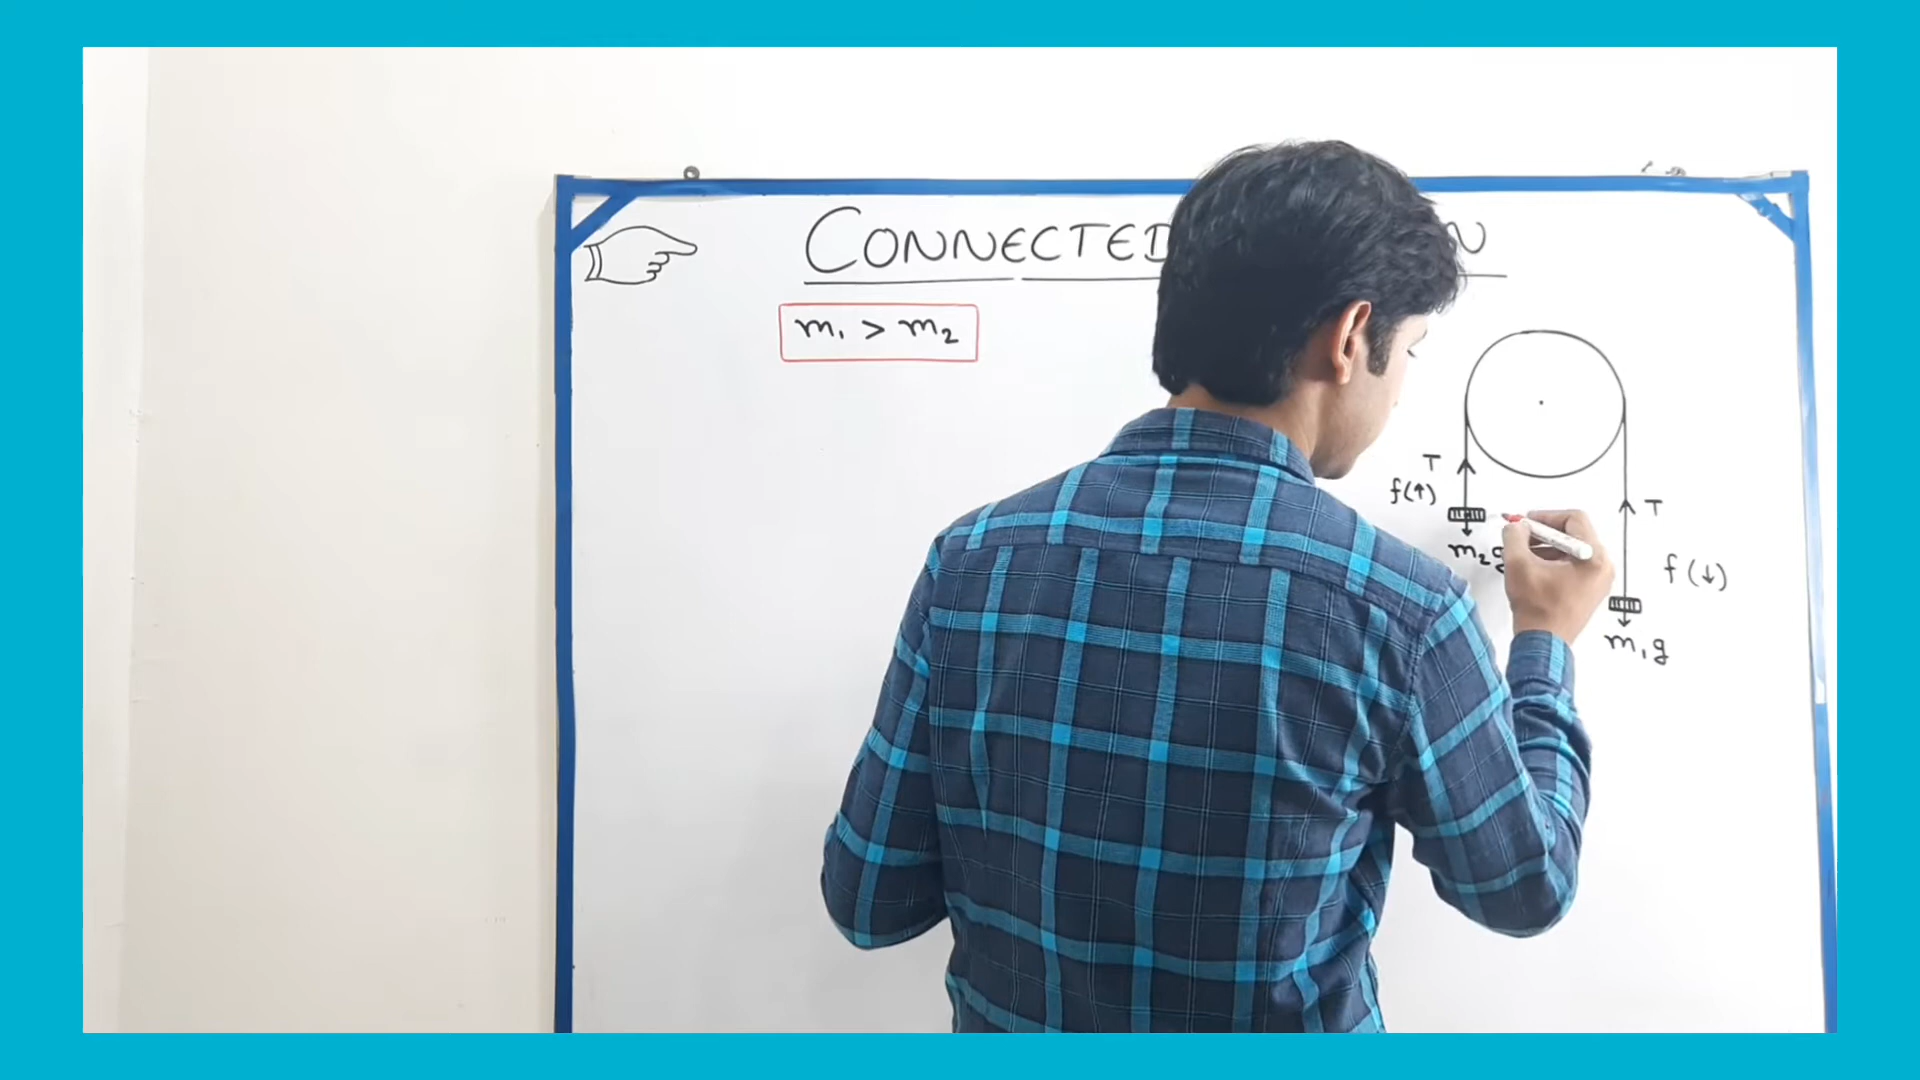 CONNECTED
m₁ > m₂
T
f(↑)
T
m₂g
f (↓)
m₁g